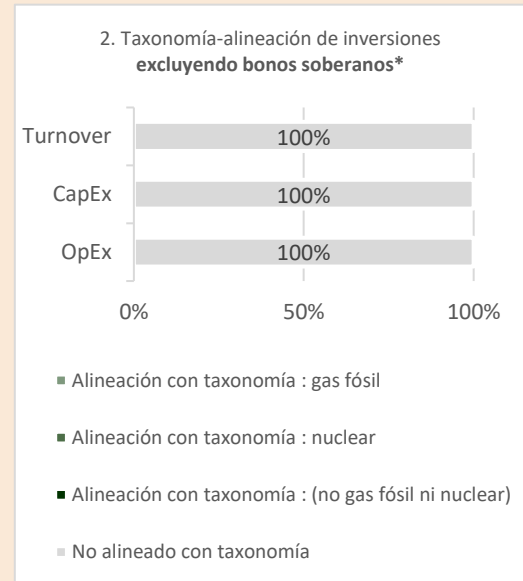 2. Taxonomía-alineación de inversiones
excluyendo bonos soberanos*
Turnover 100%
CapEx 100%
OpEx 100%
0% 50% 100%
Alineación con taxonomía : gas fósil
Alineación con taxonomía : nuclear
Alineación con taxonomía : (no gas fósil ni nuclear)
No alineado con taxonomía